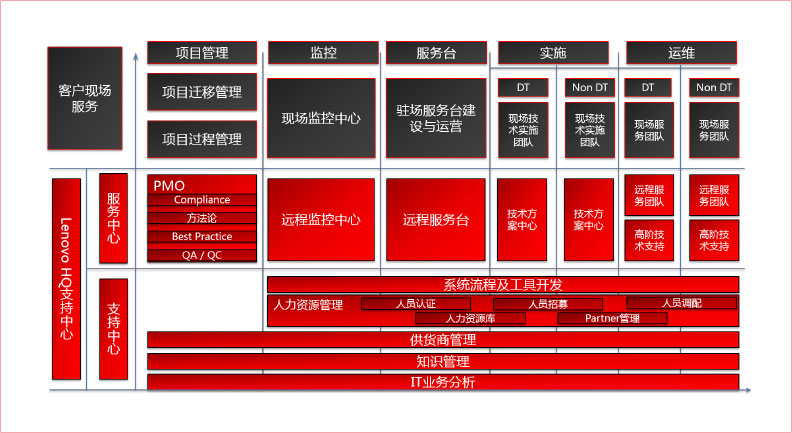 项目管理
监控
服务台
实施
运维
客户现场
服务
项目迁移管理
项目过程管理
现场监控中心
驻场服务台建
设与运营
DT
Non DT
DT
Non DT
现场技
术实施
团队
现场技
术实施
团队
现场服
务团队
现场服
务团队
Lenovo HQ支持中心
服务中心
PMO
Compliance
方法论
Best Practice
QA / QC
远程监控中心
远程服务台
技术方
案中心
技术方
案中心
远程服
务团队
远程服
务团队
高阶技
术支持
高阶技
术支持
支持中心
系统流程及工具开发
人力资源管理
人员认证
人员招募
人员调配
人力资源库
Partner管理
供货商管理
知识管理
IT业务分析